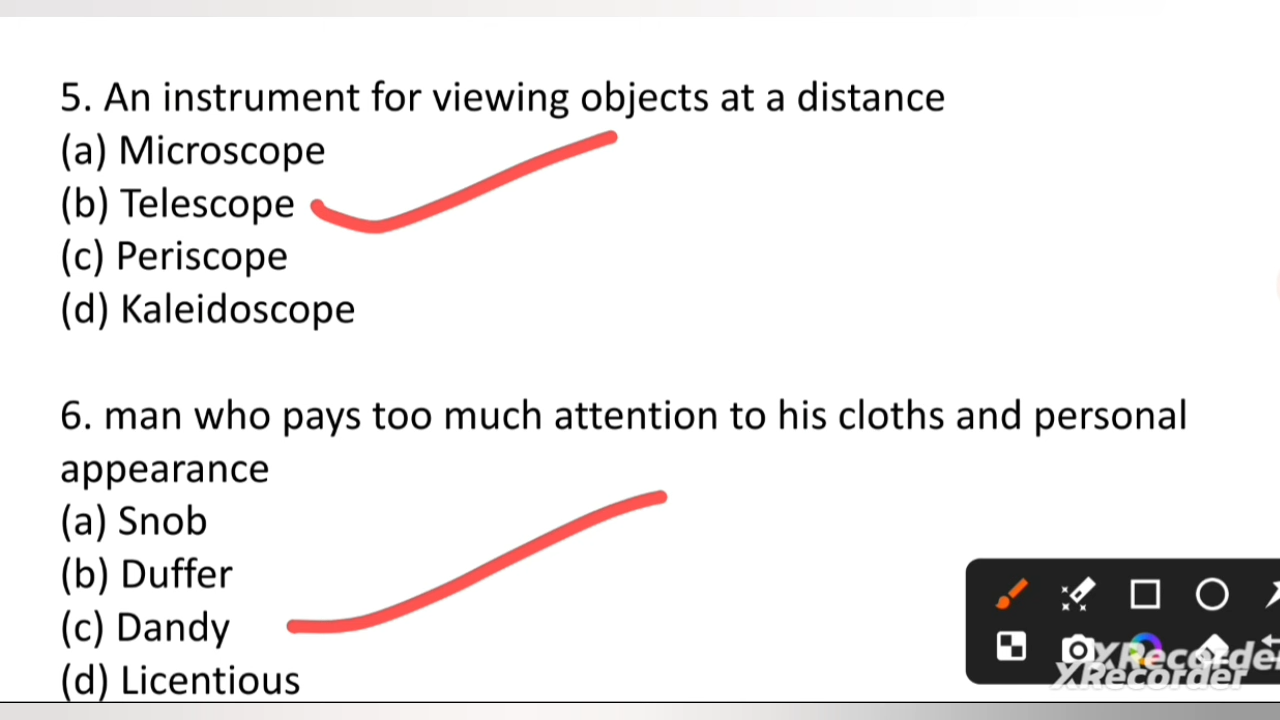 5. An instrument for viewing objects at a distance
(a) Microscope
(b) Telescope
(c) Periscope
(d) Kaleidoscope
6. man who pays too much attention to his cloths and personal
appearance
(a) Snob
(b) Duffer
(c) Dandy
(d) Licentious
XRecorder
XRecorder